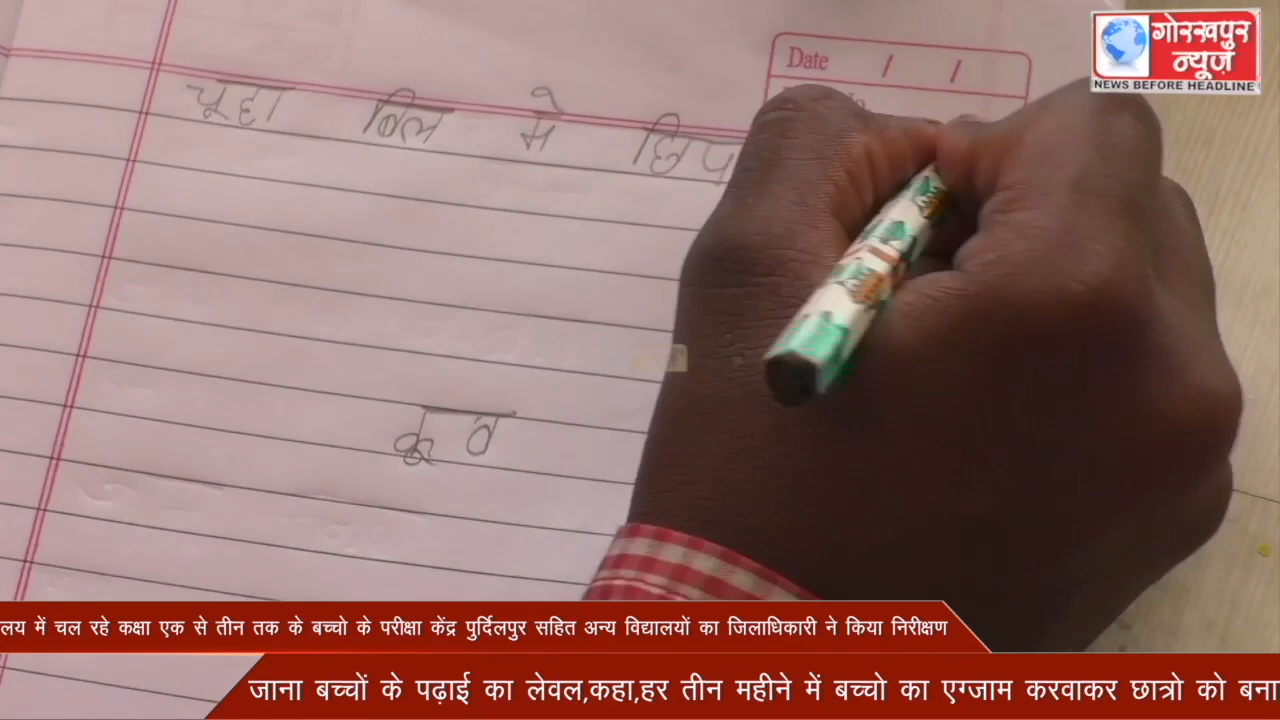 गोरखपुर
न्यूज़
NEWS BEFORE HEADLINE
Date / /
चूहा बिल मे छिप
कू व
लय में चल रहे कक्षा एक से तीन तक के बच्चो के परीक्षा केंद्र पुर्दिलपुर सहित अन्य विद्यालयों का जिलाधिकारी ने किया निरीक्षण
जाना बच्चों के पढ़ाई का लेवल,कहा,हर तीन महीने में बच्चो का एग्जाम करवाकर छात्रो को बना